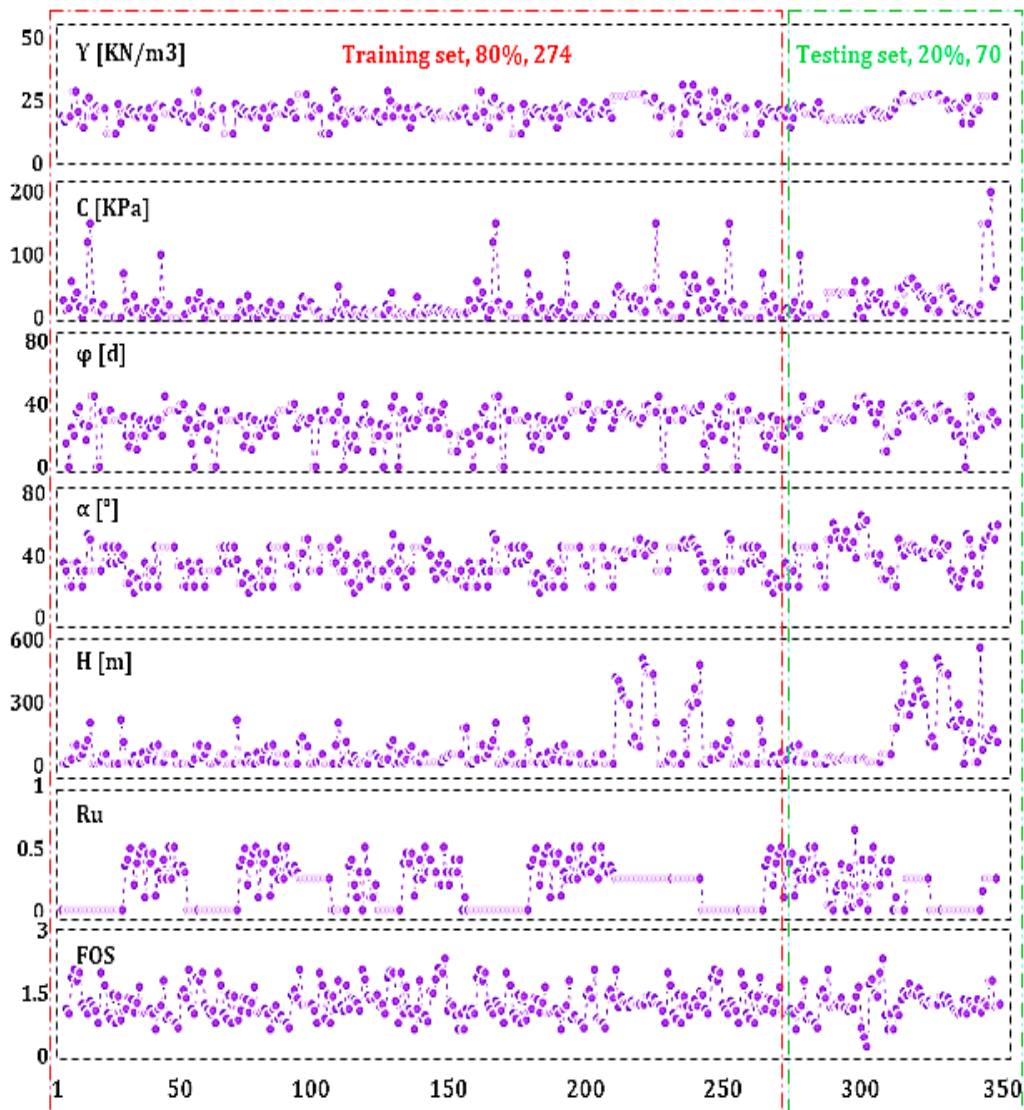 50
ϒ [KN/m3]
Training set, 80%, 274
Testing set, 20%, 70
25
0
200
C [KPa]
100
0
80
φ [d]
40
0
80
α [°]
40
0
600
H [m]
300
0
1
Ru
0.5
0
3
FOS
1.5
0
1 50 100 150 200 250 300 350